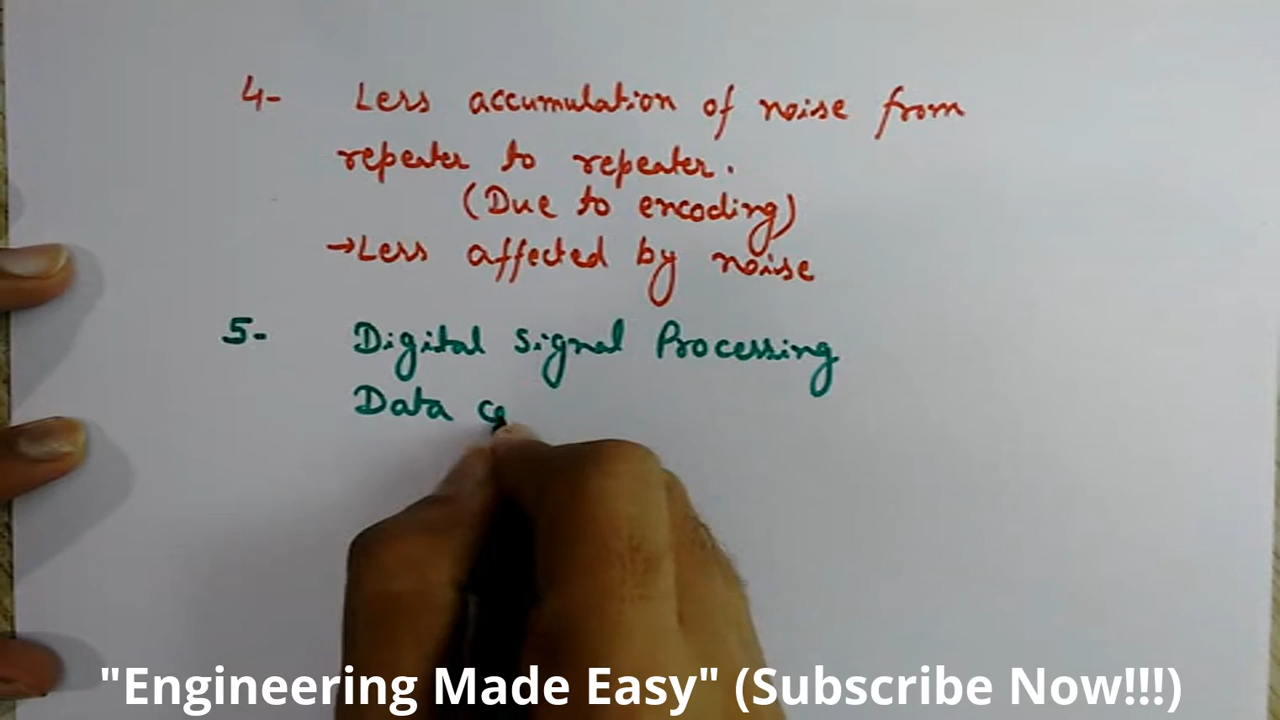 4- Less accumulation of noise from
repeater to repeater.
(Due to encoding)
→Less affected by noise
5- Digital Signal Processing
Data
"Engineering Made Easy" (Subscribe Now!!!)